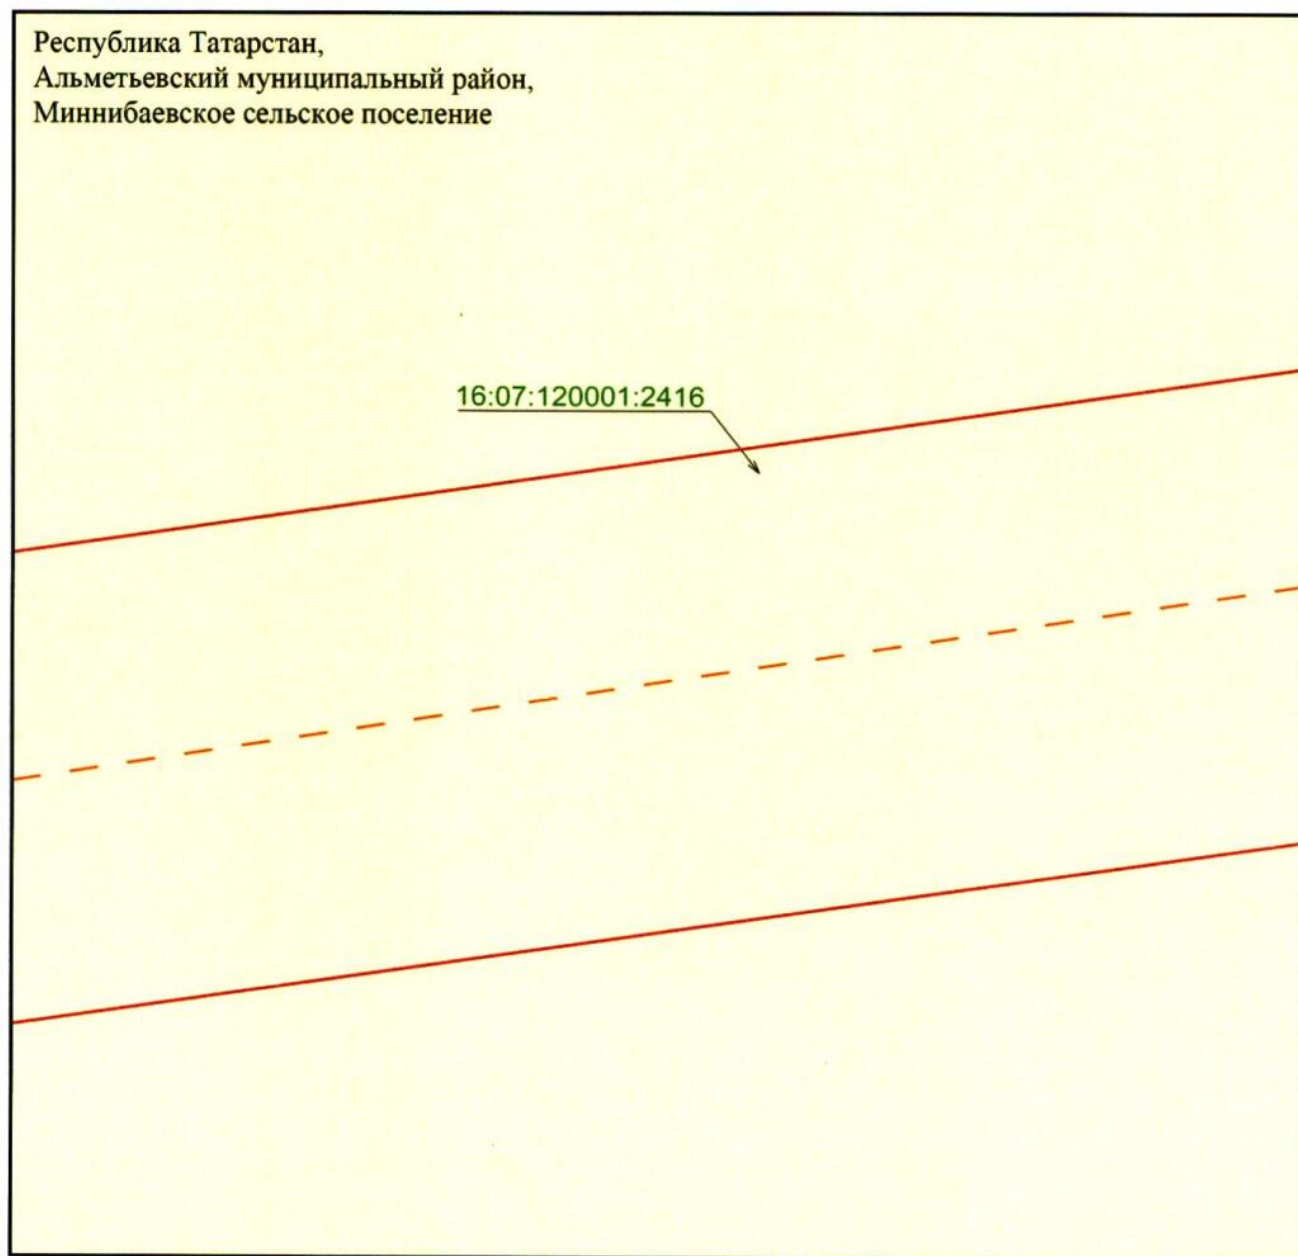 Республика Татарстан,
Альметьевский муниципальный район,
Миннибаевское сельское поселение
16:07:120001:2416